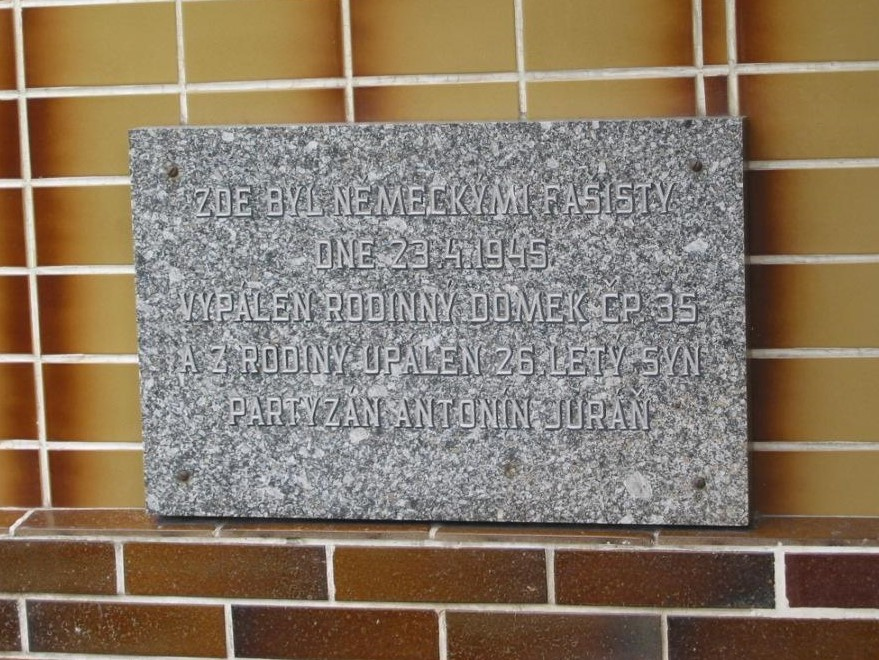 ZDE BYL NĚMECKÝMI FAŠISTY
DNE 23.4.1945
VYPÁLEN RODINNÝ DOMEK ČP. 35
A Z RODINY UPÁLEN 26 LETÝ SYN
PARTYZÁN ANTONÍN JURÁŇ